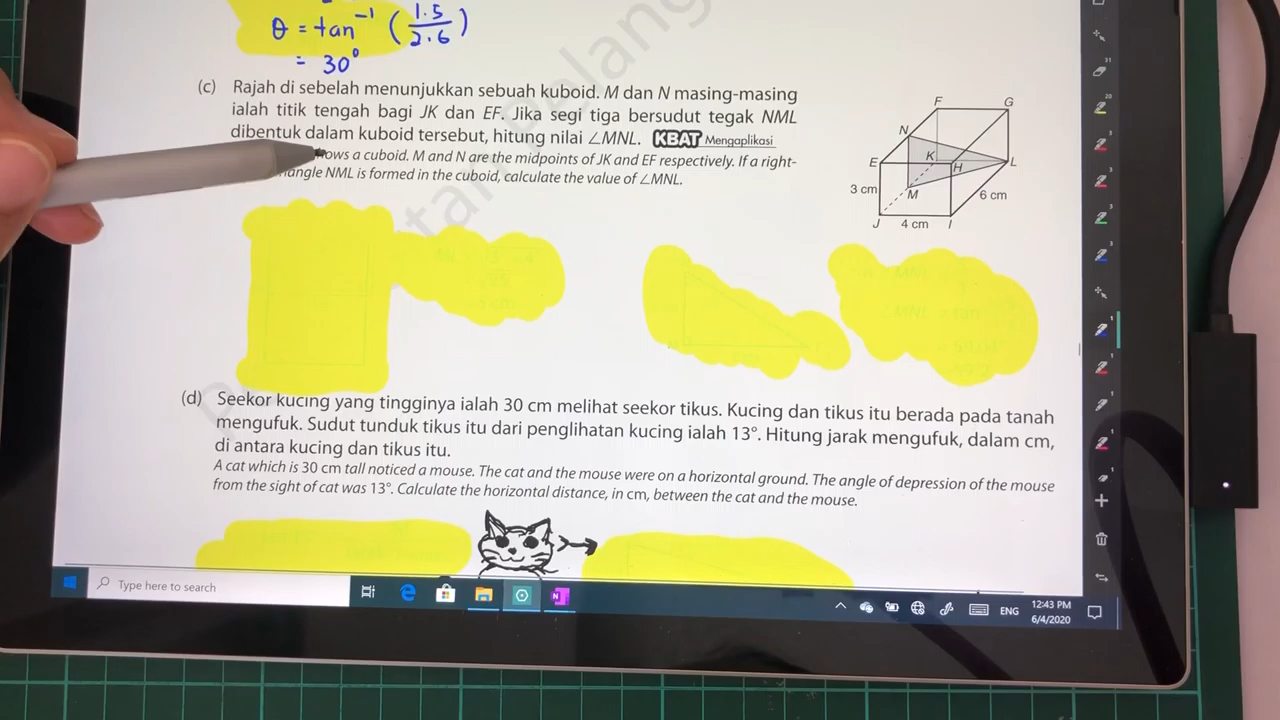 θ = tan⁻¹ (1.5/2.6)
= 30°
(c) Rajah di sebelah menunjukkan sebuah kuboid. M dan N masing-masing
ialah titik tengah bagi JK dan EF. Jika segi tiga bersudut tegak NML
dibentuk dalam kuboid tersebut, hitung nilai ∠MNL. KBAT Mengaplikasi
a cuboid. M and N are the midpoints of JK and EF respectively. If a right-
NML is formed in the cuboid, calculate the value of ∠MNL.
F G
N
E K H L
3 cm M 6 cm
J 4 cm I
(d) Seekor kucing yang tingginya ialah 30 cm melihat seekor tikus. Kucing dan tikus itu berada pada tanah
mengufuk. Sudut tunduk tikus itu dari penglihatan kucing ialah 13°. Hitung jarak mengufuk, dalam cm,
di antara kucing dan tikus itu.
A cat which is 30 cm tall noticed a mouse. The cat and the mouse were on a horizontal ground. The angle of depression of the mouse
from the sight of cat was 13°. Calculate the horizontal distance, in cm, between the cat and the mouse.
Type here to search
ENG
12:43 PM
6/4/2020